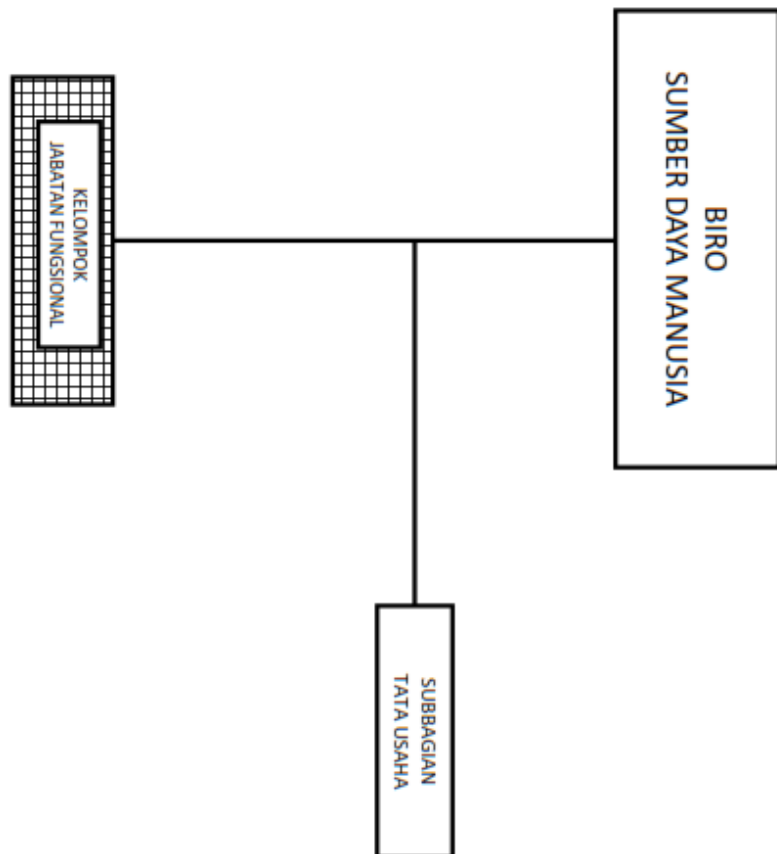 BIRO
SUMBER DAYA MANUSIA
SUBBAGIAN
TATA USAHA
KELOMPOK
JABATAN FUNGSIONAL